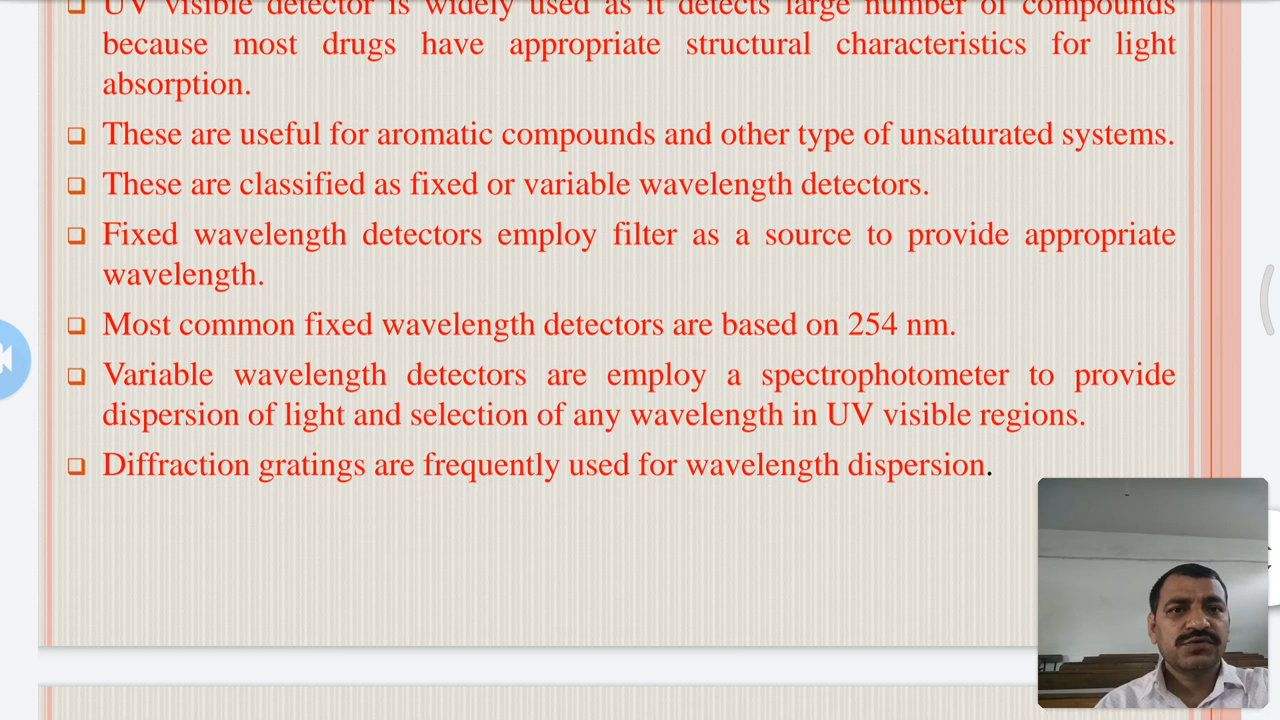 UV visible detector is widely used as it detects large number of compounds
because most drugs have appropriate structural characteristics for light
absorption.
These are useful for aromatic compounds and other type of unsaturated systems.
These are classified as fixed or variable wavelength detectors.
Fixed wavelength detectors employ filter as a source to provide appropriate
wavelength.
Most common fixed wavelength detectors are based on 254 nm.
Variable wavelength detectors are employ a spectrophotometer to provide
dispersion of light and selection of any wavelength in UV visible regions.
Diffraction gratings are frequently used for wavelength dispersion.